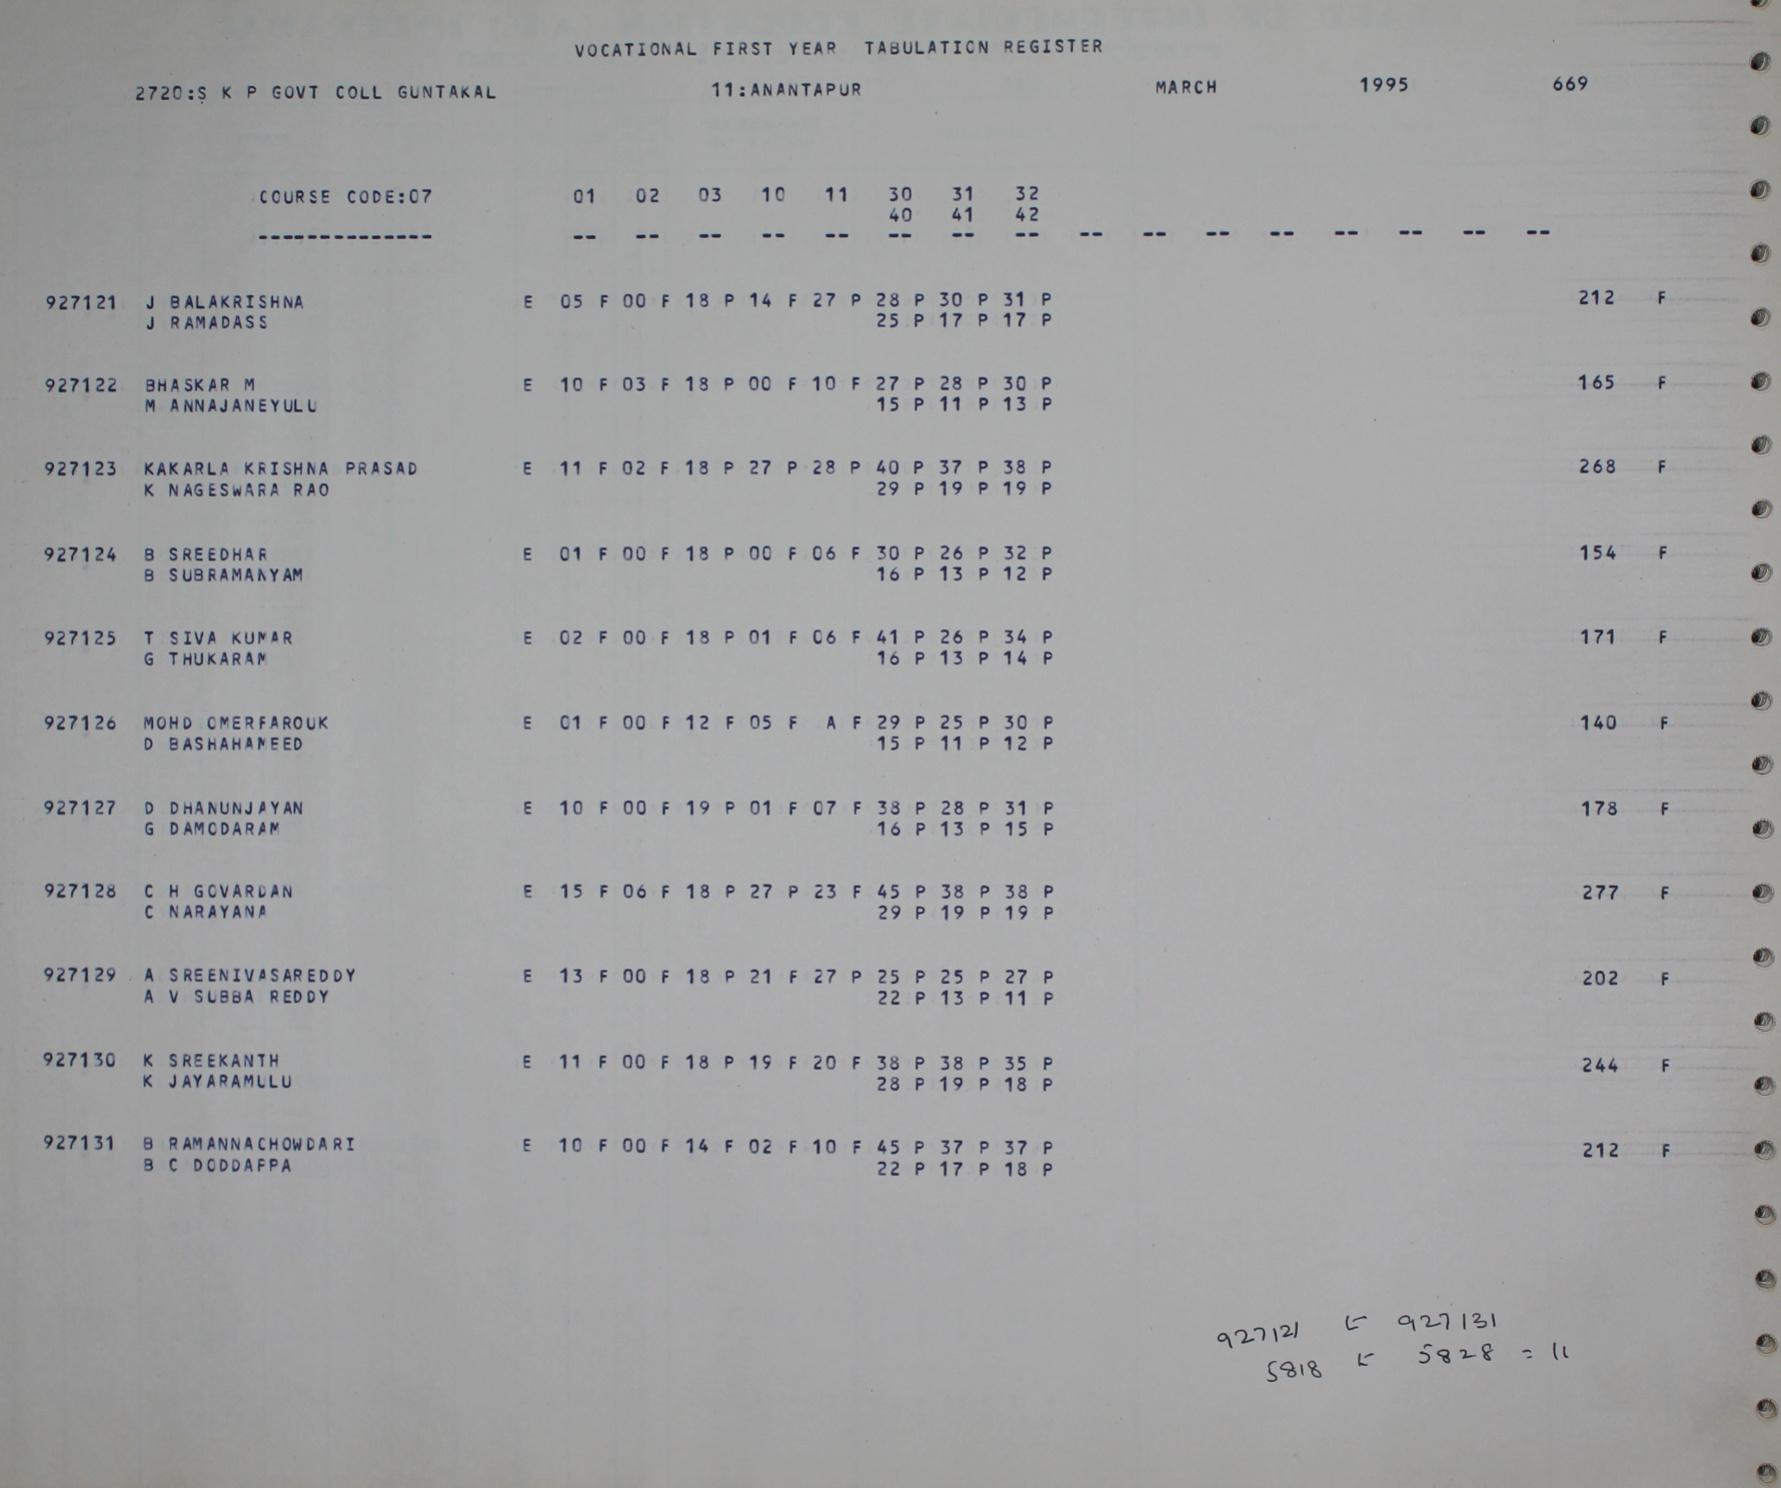 VOCATIONAL FIRST YEAR TABULATION REGISTER
2720:S K P GOVT COLL GUNTAKAL 11:ANANTAPUR MARCH 1995 669
COURSE CODE:07 01 02 03 10 11 30 31 32
40 41 42
-------------- -- -- -- -- -- -- -- -- -- -- -- -- -- -- -- --
927121 J BALAKRISHNA E 05 F 00 F 18 P 14 F 27 P 28 P 30 P 31 P 212 F
J RAMADASS 25 P 17 P 17 P
927122 BHASKAR M E 10 F 03 F 18 P 00 F 10 F 27 P 28 P 30 P 165 F
M ANNAJANEYULU 15 P 11 P 13 P
927123 KAKARLA KRISHNA PRASAD E 11 F 02 F 18 P 27 P 28 P 40 P 37 P 38 P 268 F
K NAGESWARA RAO 29 P 19 P 19 P
927124 B SREEDHAR E 01 F 00 F 18 P 00 F 06 F 30 P 26 P 32 P 154 F
B SUBRAMANYAM 16 P 13 P 12 P
927125 T SIVA KUMAR E 02 F 00 F 18 P 01 F 06 F 41 P 26 P 34 P 171 F
G THUKARAM 16 P 13 P 14 P
927126 MOHD OMERFAROUK E 01 F 00 F 12 F 05 F A F 29 P 25 P 30 P 140 F
D BASHAHAMEED 15 P 11 P 12 P
927127 D DHANUNJAYAN E 10 F 00 F 19 P 01 F 07 F 38 P 28 P 31 P 178 F
G DAMODARAM 16 P 13 P 15 P
927128 C H GOVARDAN E 15 F 06 F 18 P 27 P 23 F 45 P 38 P 38 P 277 F
C NARAYANA 29 P 19 P 19 P
927129 A SREENIVASAREDDY E 13 F 00 F 18 P 21 F 27 P 25 P 25 P 27 P 202 F
A V SUBBA REDDY 22 P 13 P 11 P
927130 K SREEKANTH E 11 F 00 F 18 P 19 F 20 F 38 P 38 P 35 P 244 F
K JAYARAMULU 28 P 19 P 18 P
927131 B RAMANNACHOWDARI E 10 F 00 F 14 F 02 F 10 F 45 P 37 P 37 P 212 F
B C DODDAPPA 22 P 17 P 18 P
927121 927131
5818 5828 = 11